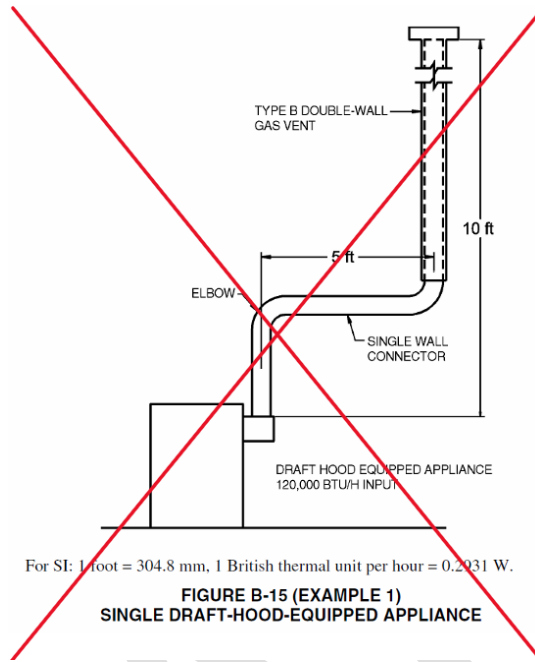 TYPE B DOUBLE-WALL
GAS VENT
10 ft
5 ft
ELBOW
SINGLE WALL
CONNECTOR
DRAFT HOOD EQUIPPED APPLIANCE
120,000 BTU/H INPUT
For SI: 1 foot = 304.8 mm, 1 British thermal unit per hour = 0.2931 W.
FIGURE B-15 (EXAMPLE 1)
SINGLE DRAFT-HOOD-EQUIPPED APPLIANCE